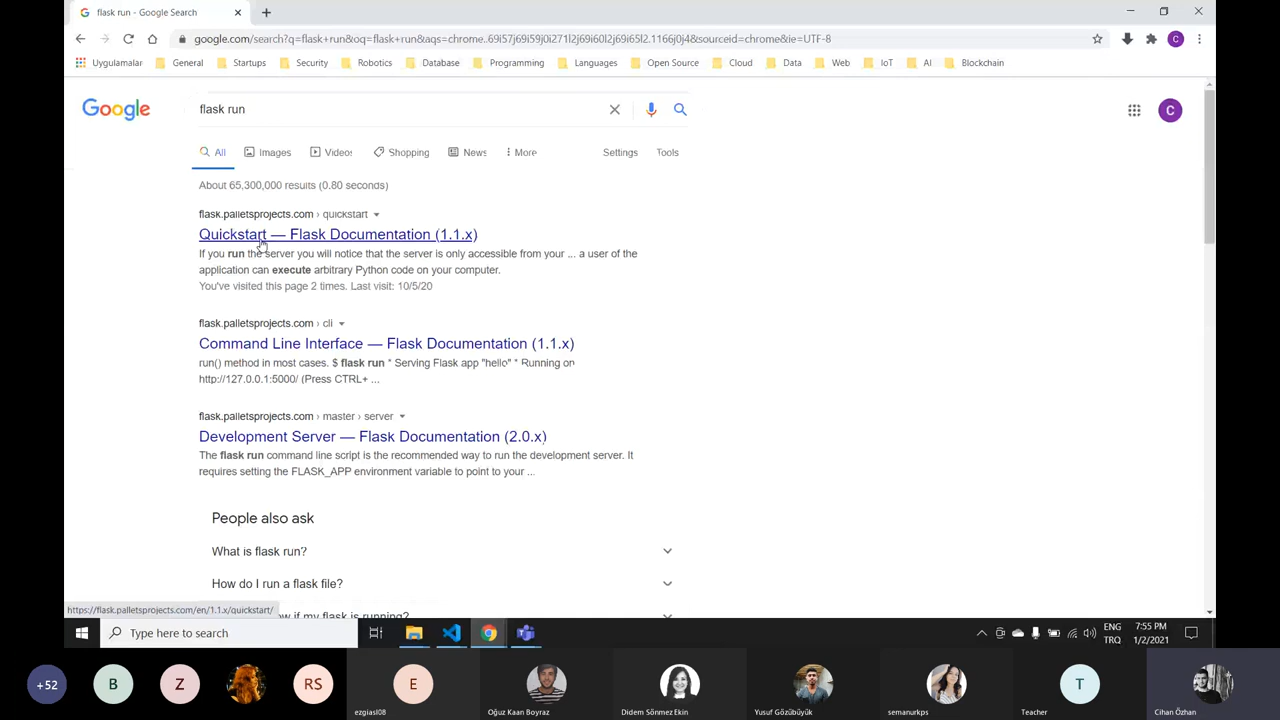 flask run - Google Search
google.com/search?q=flask+run&oq=flask+run&aqs=chrome..69i57j69i59j0i271l2j69i60l2j69i65l2.1166j0j4&sourceid=chrome&ie=UTF-8
Uygulamalar General Startups Security Robotics Database Programming Languages Open Source Cloud Data Web IoT AI Blockchain
Google
flask run
C
All Images Videos Shopping News More Settings Tools
About 65,300,000 results (0.80 seconds)
flask.palletsprojects.com › quickstart
Quickstart — Flask Documentation (1.1.x)
If you run the server you will notice that the server is only accessible from your ... a user of the
application can execute arbitrary Python code on your computer.
You've visited this page 2 times. Last visit: 10/5/20
flask.palletsprojects.com › cli
Command Line Interface — Flask Documentation (1.1.x)
run() method in most cases. $ flask run * Serving Flask app "hello" * Running on
http://127.0.0.1:5000/ (Press CTRL+ ...
flask.palletsprojects.com › master › server
Development Server — Flask Documentation (2.0.x)
The flask run command line script is the recommended way to run the development server. It
requires setting the FLASK_APP environment variable to point to your ...
People also ask
What is flask run?
How do I run a flask file?
if my flask is running?
https://flask.palletsprojects.com/en/1.1.x/quickstart/
Type here to search
ENG
TRQ
7:55 PM
1/2/2021
+52 B Z RS E T
ezgiasl08 Oğuz Kaan Boyraz Didem Sönmez Ekin Yusuf Gözübüyük semanurkps Teacher Cihan Özhan